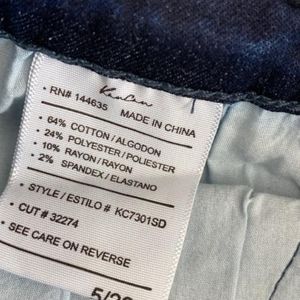 KanCan
• RN# 144635
MADE IN CHINA
• 64% COTTON/ALGODON
• 24% POLYESTER/POLIESTER
• 10% RAYON/RAYON
• 2% SPANDEX/ELASTANO
• STYLE / ESTILO # KC7301SD
• CUT # 32274
• SEE CARE ON REVERSE